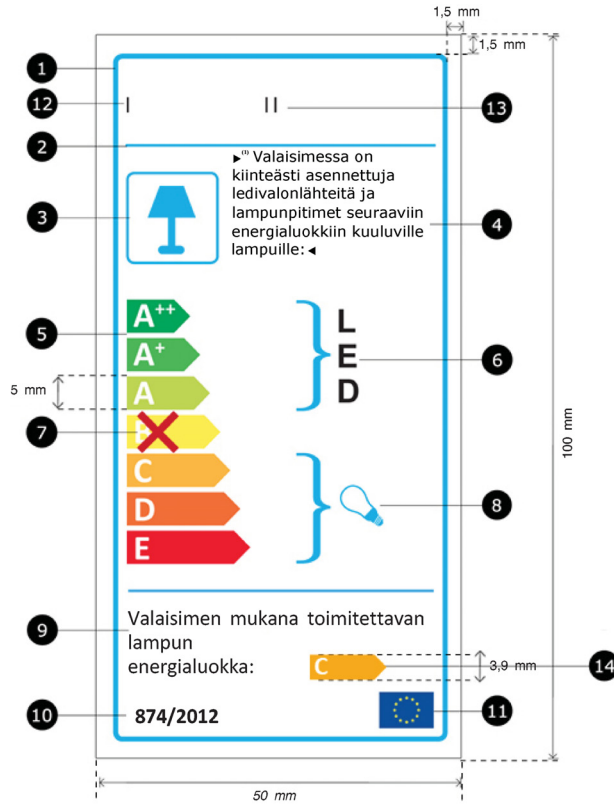 1,5 mm
1,5 mm
1
12
I
II
13
2
▶⁽¹⁾ Valaisimessa on
kiinteästi asennettuja
ledivalonlähteitä ja
lampunpitimet seuraaviin
energialuokkiin kuuluville
lampuille: ◀
3
4
A++
5
L
E
D
6
A+
5 mm
A
7
100 mm
C
8
D
E
9
Valaisimen mukana toimitettavan
lampun
energialuokka:
C
3,9 mm
14
10
874/2012
11
50 mm